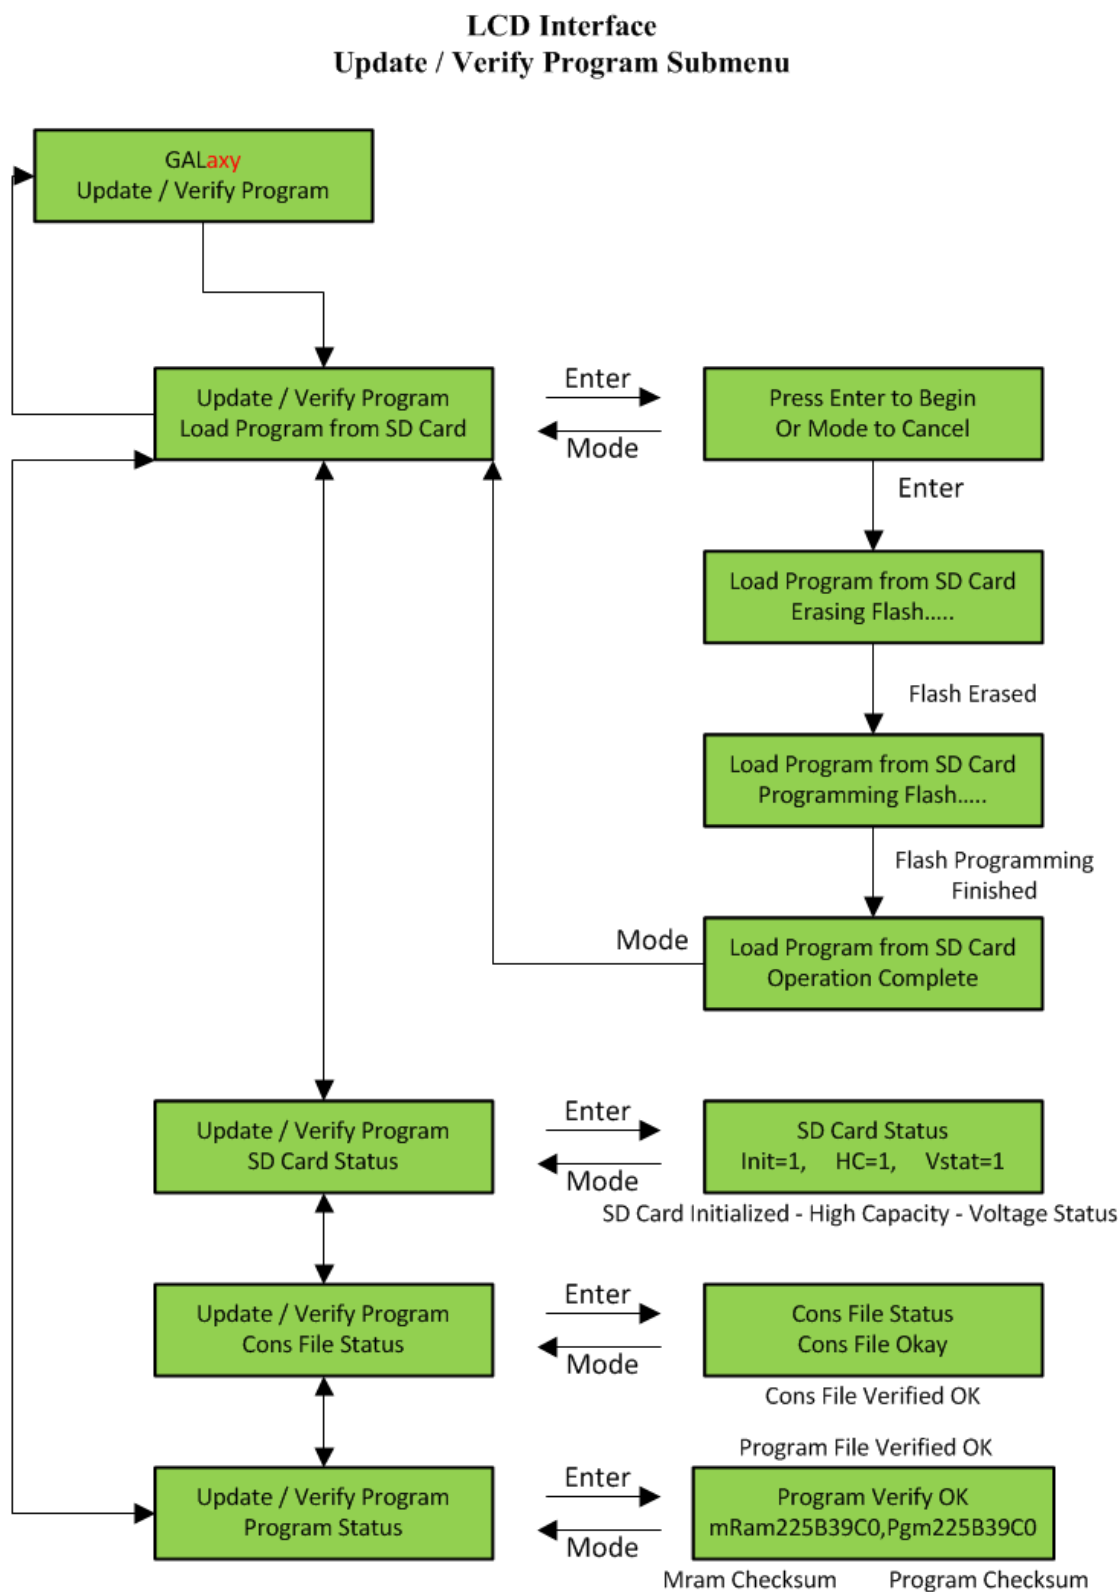 LCD Interface
Update / Verify Program Submenu
GALaxy
Update / Verify Program
Update / Verify Program
Load Program from SD Card
Enter
Mode
Press Enter to Begin
Or Mode to Cancel
Enter
Load Program from SD Card
Erasing Flash.....
Flash Erased
Load Program from SD Card
Programming Flash.....
Flash Programming
Finished
Mode
Load Program from SD Card
Operation Complete
Update / Verify Program
SD Card Status
Enter
Mode
SD Card Status
Init=1, HC=1, Vstat=1
SD Card Initialized - High Capacity - Voltage Status
Update / Verify Program
Cons File Status
Enter
Mode
Cons File Status
Cons File Okay
Cons File Verified OK
Program File Verified OK
Update / Verify Program
Program Status
Enter
Mode
Program Verify OK
mRam225B39C0,Pgm225B39C0
Mram Checksum Program Checksum